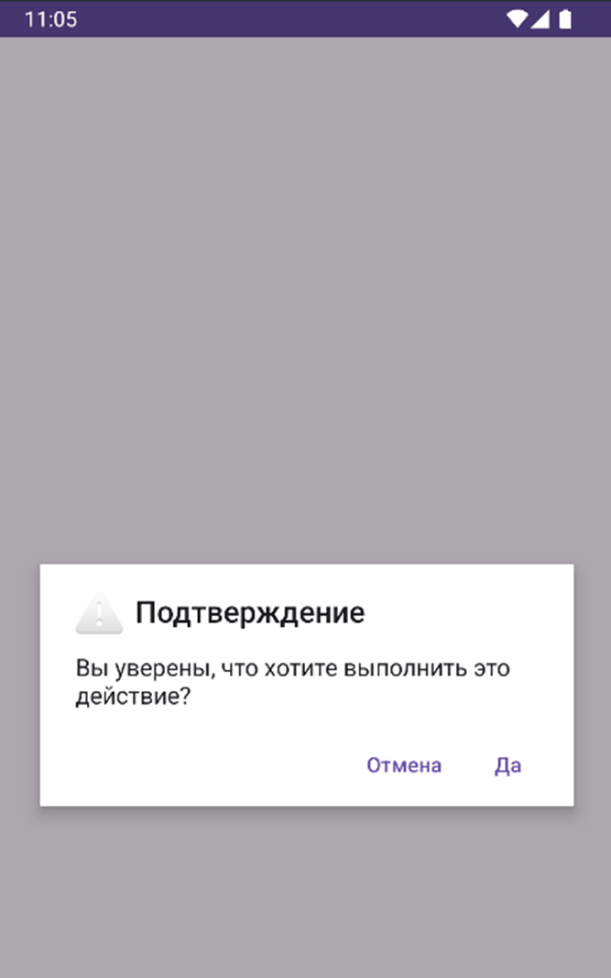 11:05
Подтверждение
Вы уверены, что хотите выполнить это
действие?
Отмена Да